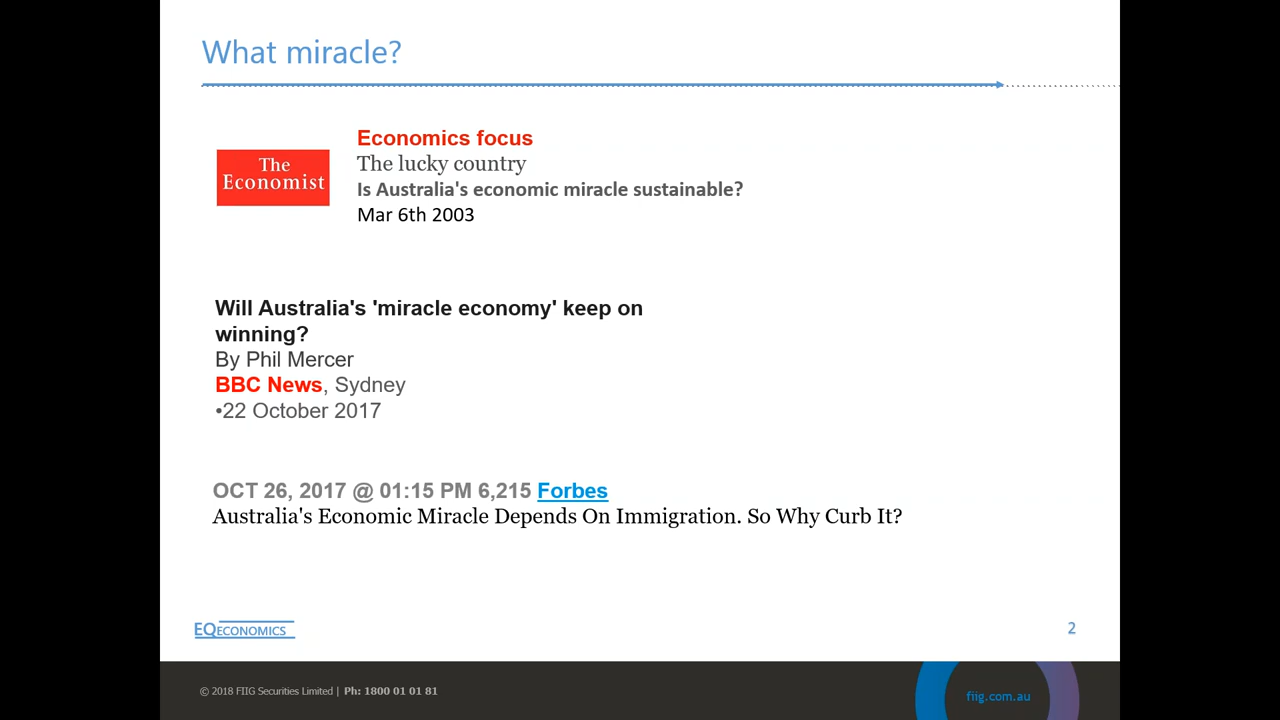 What miracle?
The
Economist
Economics focus
The lucky country
Is Australia's economic miracle sustainable?
Mar 6th 2003
Will Australia's 'miracle economy' keep on
winning?
By Phil Mercer
BBC News, Sydney
•22 October 2017
OCT 26, 2017 @ 01:15 PM 6,215 Forbes
Australia's Economic Miracle Depends On Immigration. So Why Curb It?
EQECONOMICS
2
© 2018 FIIG Securities Limited | Ph: 1800 01 01 81
fiig.com.au